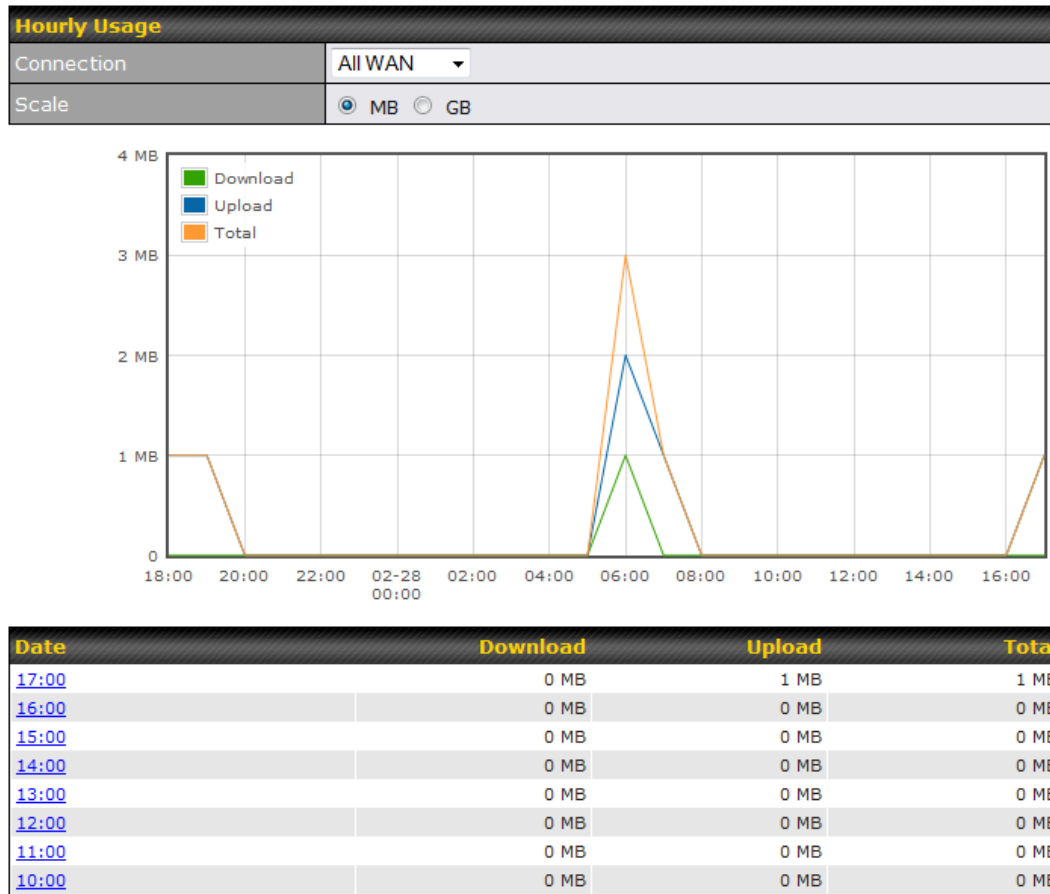 Hourly Usage
Connection All WAN
Scale MB GB
4 MB
Download
Upload
Total
3 MB
2 MB
1 MB
0
18:00 20:00 22:00 02-28 02:00 04:00 06:00 08:00 10:00 12:00 14:00 16:00
00:00
Date Download Upload Tota
17:00 0 MB 1 MB 1 MB
16:00 0 MB 0 MB 0 MB
15:00 0 MB 0 MB 0 MB
14:00 0 MB 0 MB 0 MB
13:00 0 MB 0 MB 0 MB
12:00 0 MB 0 MB 0 MB
11:00 0 MB 0 MB 0 MB
10:00 0 MB 0 MB 0 MB